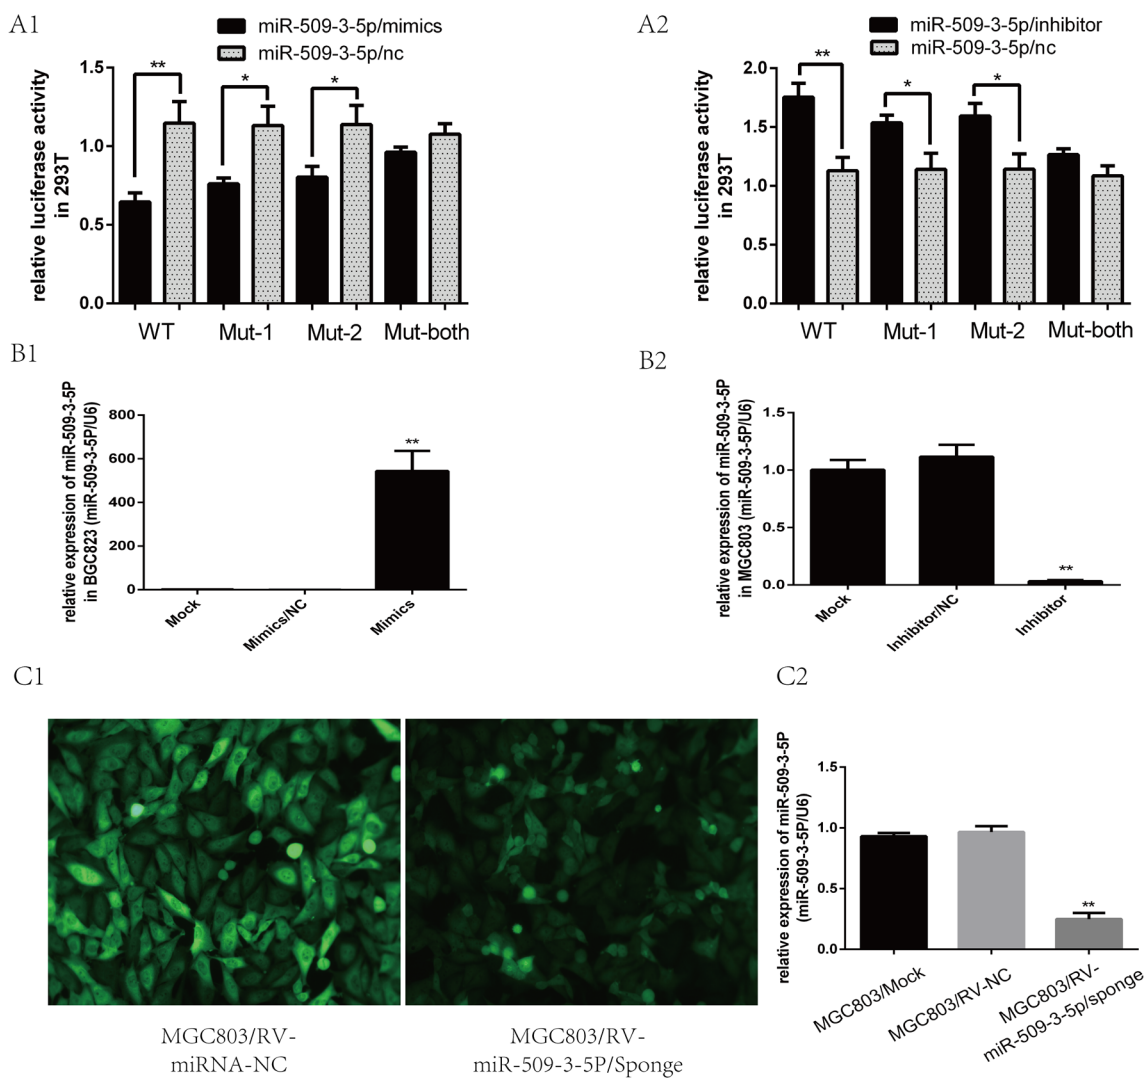 A1
miR-509-3-5p/mimics
miR-509-3-5p/nc
relative luciferase activity
in 293T
1.5
1.0
0.5
0.0
**
*
*
WT
Mut-1
Mut-2
Mut-both
A2
miR-509-3-5p/inhibitor
miR-509-3-5p/nc
relative luciferase activity
in 293T
2.0
1.5
1.0
0.5
0.0
**
*
*
WT
Mut-1
Mut-2
Mut-both
B1
relative expression of miR-509-3-5P
in BGC823 (miR-509-3-5P/U6)
800
600
400
200
0
**
Mock
Mimics/NC
Mimics
B2
relative expression of miR-509-3-5P
in MGC803 (miR-509-3-5P/U6)
1.5
1.0
0.5
0.0
**
Mock
Inhibitor/NC
Inhibitor
C1
MGC803/RV-
miRNA-NC
MGC803/RV-
miR-509-3-5P/Sponge
C2
relative expression of miR-509-3-5P
(miR-509-3-5P/U6)
1.5
1.0
0.5
0.0
**
MGC803/Mock
MGC803/RV-NC
MGC803/RV-
miR-509-3-5p/sponge